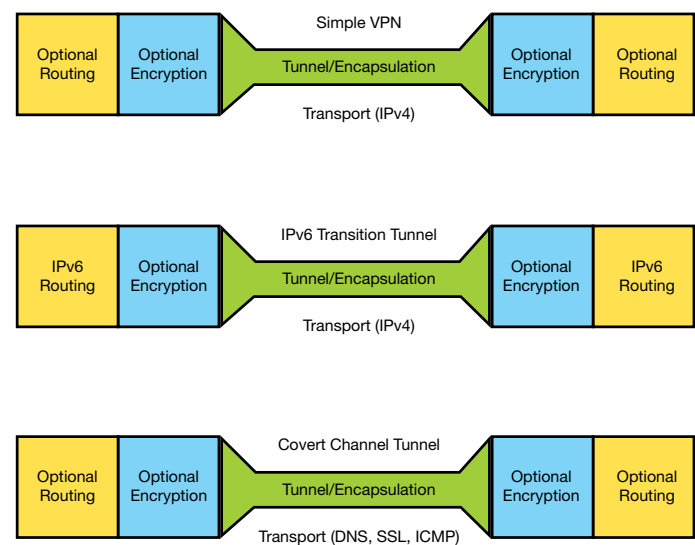 Simple VPN
Optional
Routing
Optional
Encryption
Tunnel/Encapsulation
Optional
Encryption
Optional
Routing
Transport (IPv4)
IPv6 Transition Tunnel
IPv6
Routing
Optional
Encryption
Tunnel/Encapsulation
Optional
Encryption
IPv6
Routing
Transport (IPv4)
Covert Channel Tunnel
Optional
Routing
Optional
Encryption
Tunnel/Encapsulation
Optional
Encryption
Optional
Routing
Transport (DNS, SSL, ICMP)